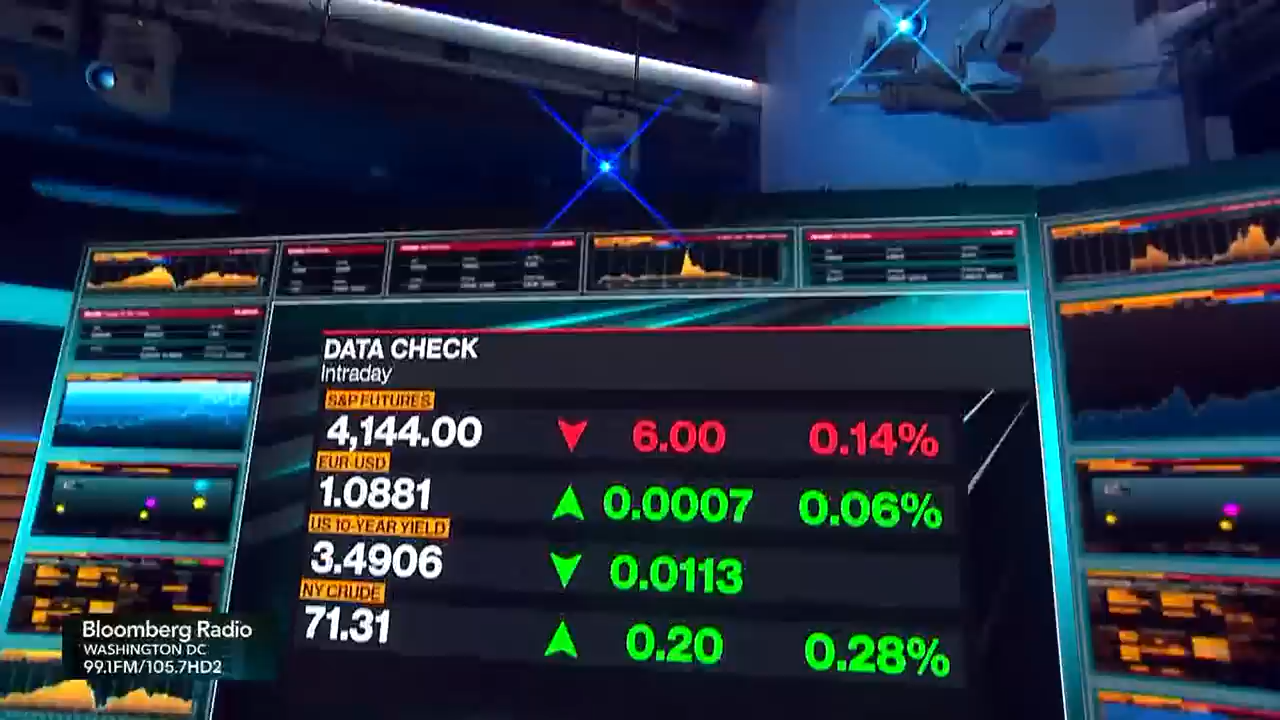 DATA CHECK
Intraday
S&P FUTURES
4,144.00 ▼ 6.00 0.14%
EUR-USD
1.0881 ▲ 0.0007 0.06%
US 10-YEAR YIELD
3.4906 ▼ 0.0113
NY CRUDE
71.31 ▲ 0.20 0.28%
Bloomberg Radio
WASHINGTON DC
99.1FM/105.7HD2